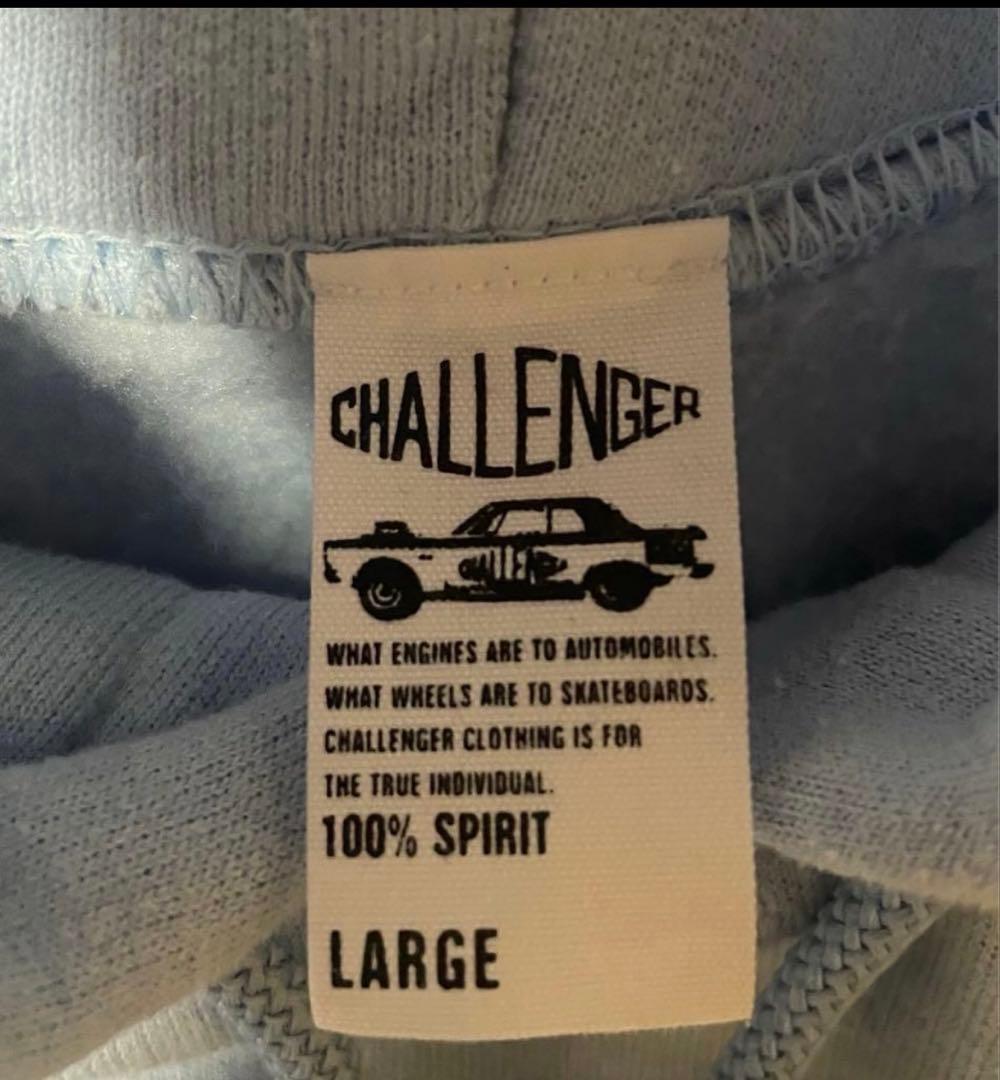 CHALLENGER
CHALLENGER
WHAT ENGINES ARE TO AUTOMOBILES.
WHAT WHEELS ARE TO SKATEBOARDS.
CHALLENGER CLOTHING IS FOR
THE TRUE INDIVIDUAL.
100% SPIRIT
LARGE